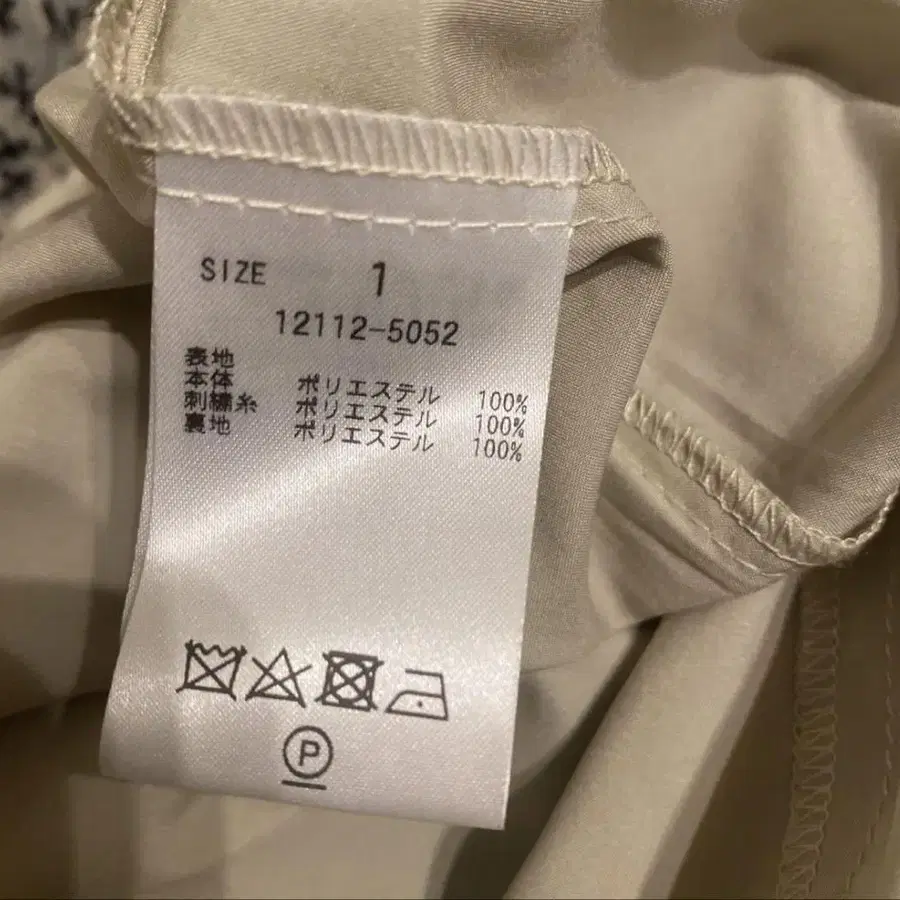 SIZE 1
12112-5052
表地
本体 ポリエステル 100%
刺繍糸 ポリエステル 100%
裏地 ポリエステル 100%
P